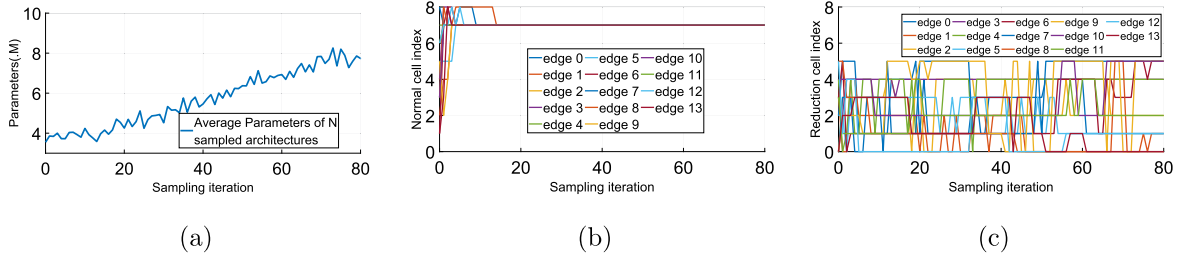 Parameters(.M)
10
8
6
4
0
20
40
60
80
Sampling iteration
Average Parameters of N
sampled architectures
(a)
Normal cell index
8
6
4
2
0
0
20
40
60
80
Sampling iteration
edge 0 edge 5 edge 10
edge 1 edge 6 edge 11
edge 2 edge 7 edge 12
edge 3 edge 8 edge 13
edge 4 edge 9
(b)
Reduction cell index
8
6
4
2
0
0
20
40
60
80
Sampling iteration
edge 0 edge 3 edge 6 edge 9 edge 12
edge 1 edge 4 edge 7 edge 10 edge 13
edge 2 edge 5 edge 8 edge 11
(c)